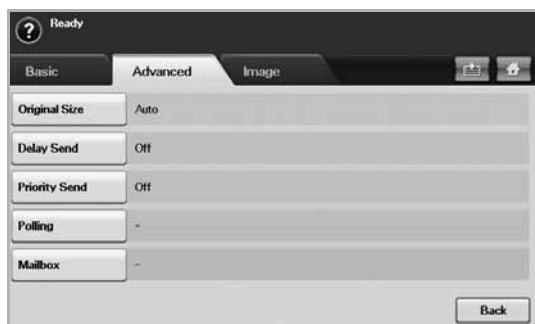 ? Ready
Basic Advanced Image
Original Size Auto
Delay Send Off
Priority Send Off
Polling -
Mailbox -
Back